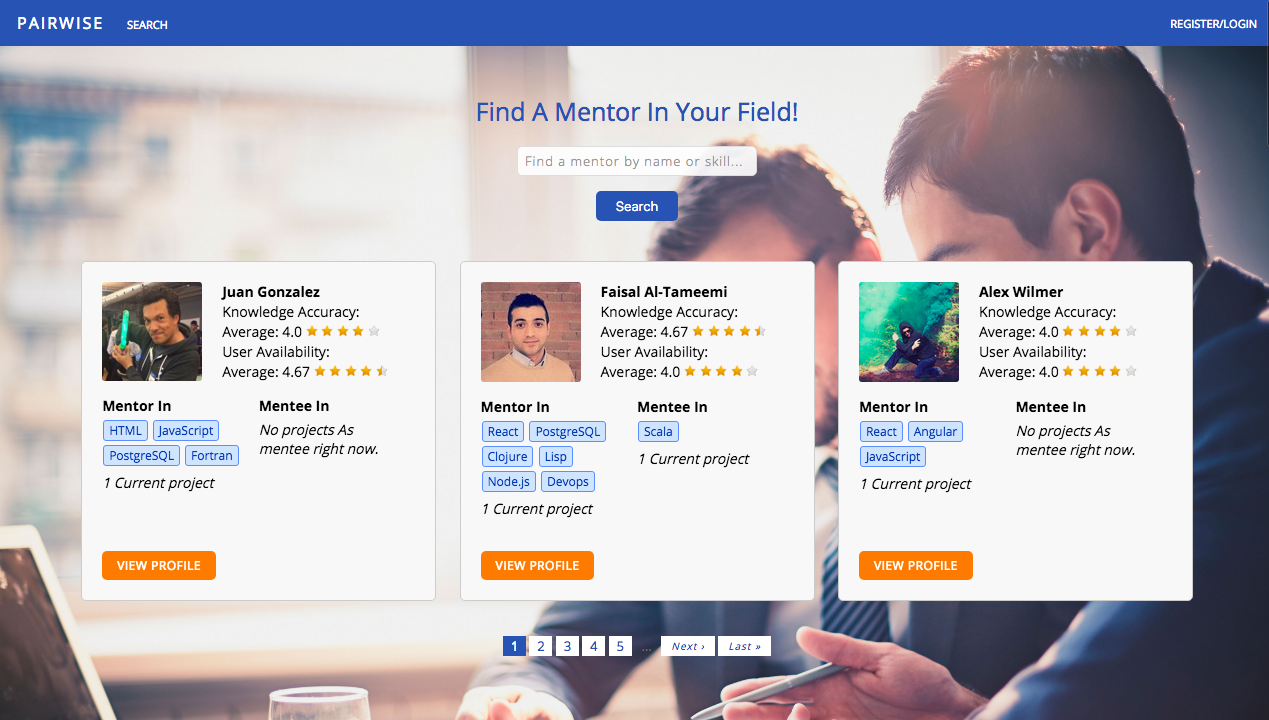 PAIRWISE SEARCH REGISTER/LOGIN
Find A Mentor In Your Field!
Find a mentor by name or skill...
Search
Juan Gonzalez
Knowledge Accuracy:
Average: 4.0
User Availability:
Average: 4.67
Mentor In
HTML JavaScript
PostgreSQL Fortran
1 Current project
Mentee In
No projects As
mentee right now.
VIEW PROFILE
Faisal Al-Tameemi
Knowledge Accuracy:
Average: 4.67
User Availability:
Average: 4.0
Mentor In
React PostgreSQL
Clojure Lisp
Node.js Devops
1 Current project
Mentee In
Scala
1 Current project
VIEW PROFILE
Alex Wilmer
Knowledge Accuracy:
Average: 4.0
User Availability:
Average: 4.0
Mentor In
React Angular
JavaScript
1 Current project
Mentee In
No projects As
mentee right now.
VIEW PROFILE
1 2 3 4 5 ... Next › Last »